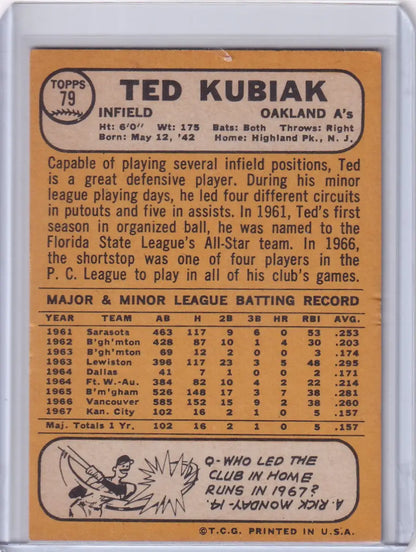 TOPPS
79
TED KUBIAK
INFIELD OAKLAND A's
Ht: 6'0" Wt: 175 Bats: Both Throws: Right
Born: May 12, '42 Home: Highland Pk., N. J.
Capable of playing several infield positions, Ted
is a great defensive player. During his minor
league playing days, he led four different circuits
in putouts and five in assists. In 1961, Ted's first
season in organized ball, he was named to the
Florida State League's All-Star team. In 1966,
the shortstop was one of four players in the
P. C. League to play in all of his club's games.
MAJOR & MINOR LEAGUE BATTING RECORD
YEAR TEAM AB H 2B 3B HR RBI AVG.
1961 Sarasota 463 117 9 6 0 53 .253
1962 B'gh'mton 428 87 10 1 4 30 .203
1963 B'gh'mton 69 12 2 0 0 3 .174
1963 Lewiston 396 117 23 3 5 48 .295
1964 Dallas 41 7 1 0 0 2 .171
1964 Ft. W.-Au. 384 82 10 4 2 22 .214
1965 B'm'gham 526 148 17 3 7 38 .281
1966 Vancouver 585 152 15 9 2 38 .260
1967 Kan. City 102 16 2 1 0 5 .157
Maj. Totals 1 Yr. 102 16 2 1 0 5 .157
Q-WHO LED THE
CLUB IN HOME
RUNS IN 1967?
A. RICK MONDAY-14.
©T.C.G. PRINTED IN U.S.A.